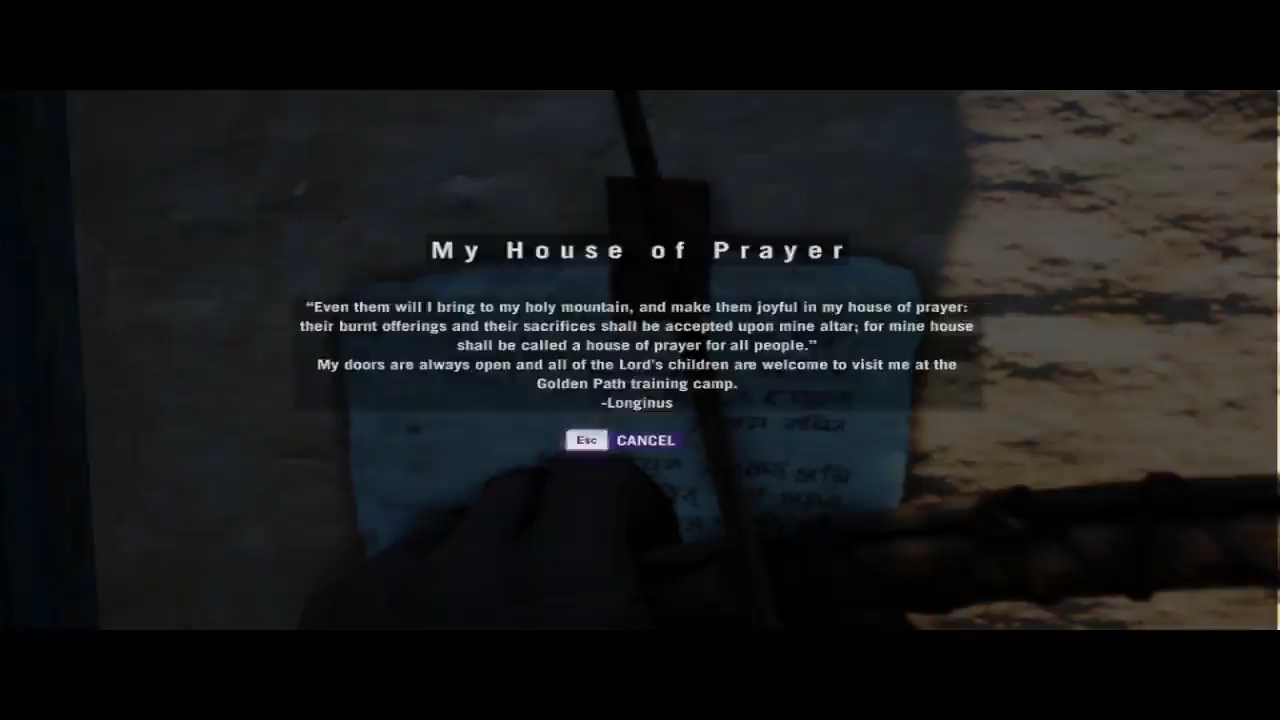 My House of Prayer
“Even them will I bring to my holy mountain, and make them joyful in my house of prayer:
their burnt offerings and their sacrifices shall be accepted upon mine altar; for mine house
shall be called a house of prayer for all people.”
My doors are always open and all of the Lord's children are welcome to visit me at the
Golden Path training camp.
-Longinus
Esc CANCEL